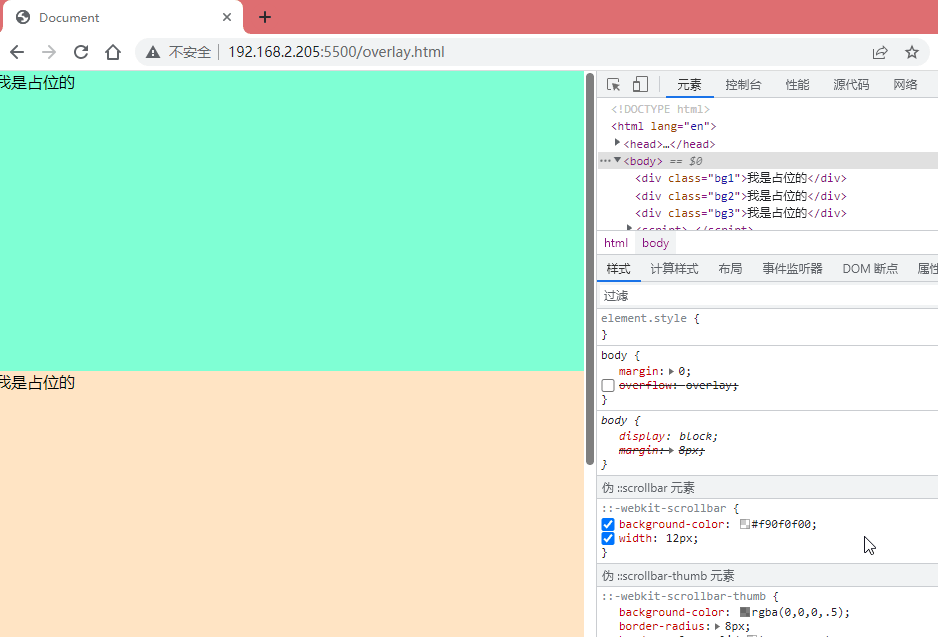 Document
不安全 192.168.2.205:5500/overlay.html
我是占位的
我是占位的
元素 控制台 性能 源代码 网络
<!DOCTYPE html>
<html lang="en">
<head>…</head>
<body> == $0
<div class="bg1">我是占位的</div>
<div class="bg2">我是占位的</div>
<div class="bg3">我是占位的</div>
<script>…</script>
html body
样式 计算样式 布局 事件监听器 DOM 断点 属性
过滤
element.style {
}
body {
margin: 0;
overflow: overlay;
}
body {
display: block;
margin: 8px;
}
伪 ::scrollbar 元素
::-webkit-scrollbar {
background-color: #f90f0f00;
width: 12px;
}
伪 ::scrollbar-thumb 元素
::-webkit-scrollbar-thumb {
background-color: rgba(0,0,0,.5);
border-radius: 8px;